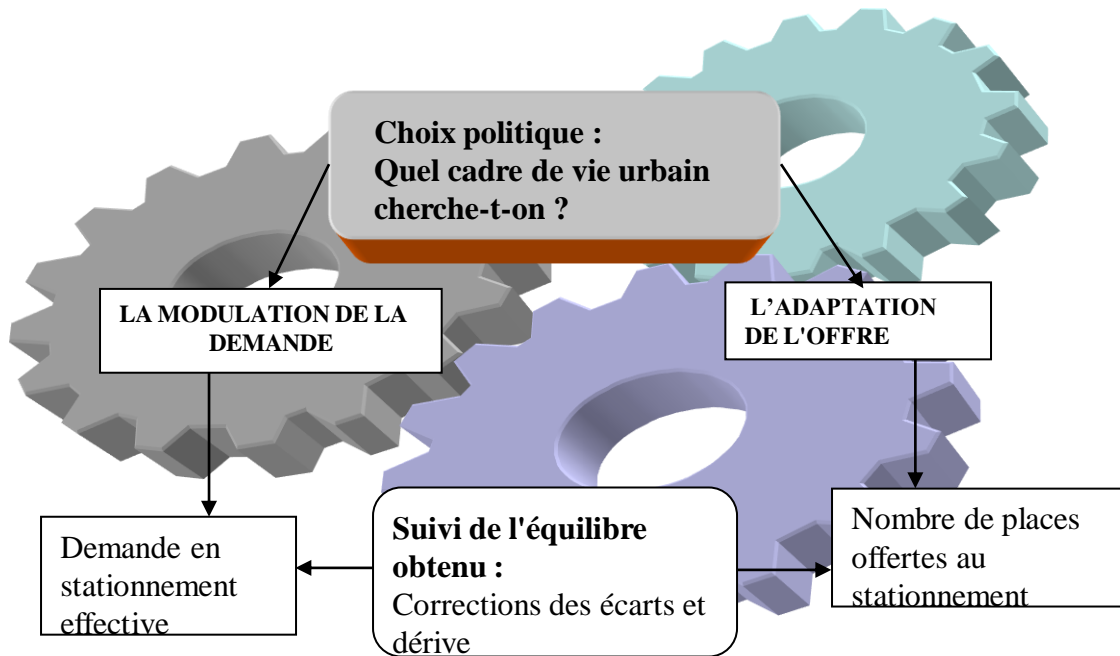 Choix politique :
Quel cadre de vie urbain
cherche-t-on ?
LA MODULATION DE LA
DEMANDE
L’ADAPTATION
DE L'OFFRE
Demande en
stationnement
effective
Suivi de l'équilibre
obtenu :
Corrections des écarts et
dérive
Nombre de places
offertes au
stationnement